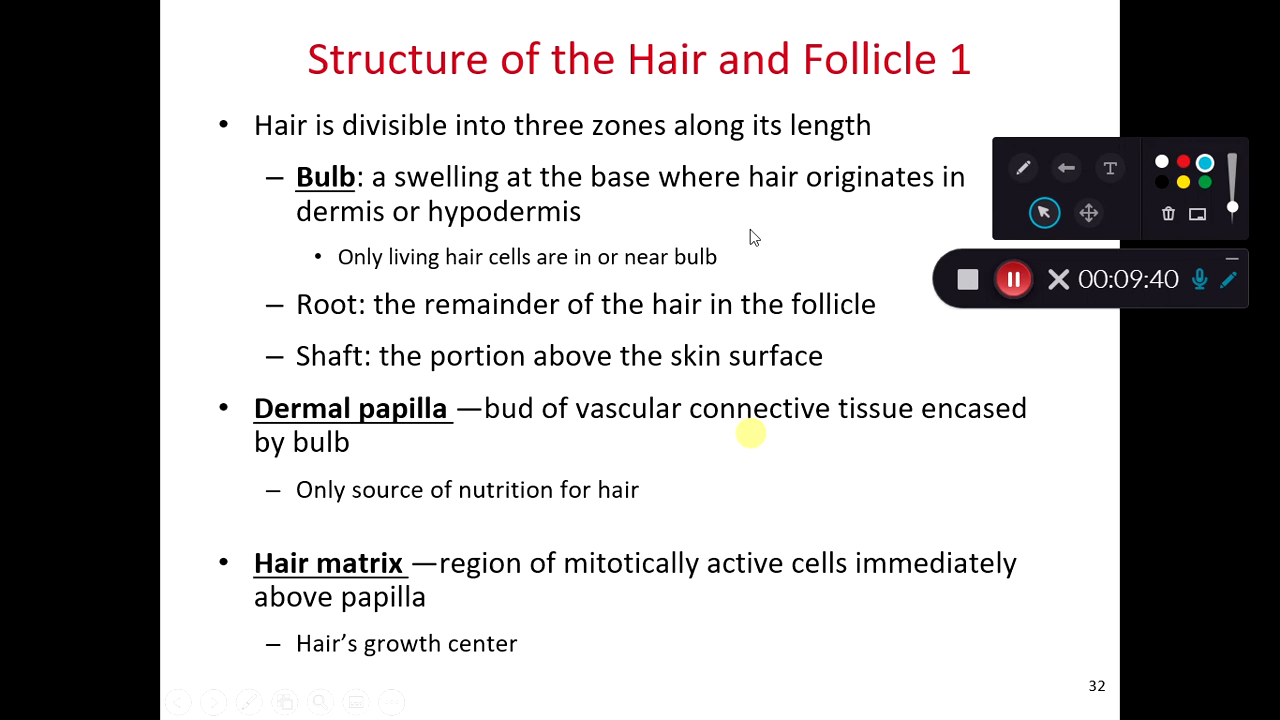 Structure of the Hair and Follicle 1
• Hair is divisible into three zones along its length
– Bulb: a swelling at the base where hair originates in
dermis or hypodermis
• Only living hair cells are in or near bulb
– Root: the remainder of the hair in the follicle
– Shaft: the portion above the skin surface
• Dermal papilla —bud of vascular connective tissue encased
by bulb
– Only source of nutrition for hair
• Hair matrix —region of mitotically active cells immediately
above papilla
– Hair’s growth center
32
T
00:09:40